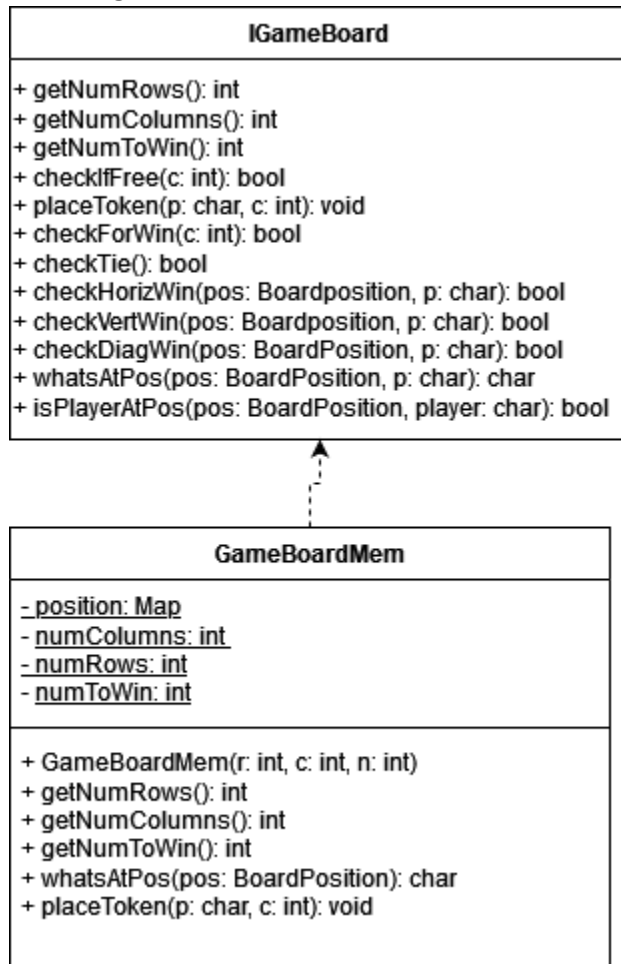 IGameBoard
+ getNumRows(): int
+ getNumColumns(): int
+ getNumToWin(): int
+ checkIfFree(c: int): bool
+ placeToken(p: char, c: int): void
+ checkForWin(c: int): bool
+ checkTie(): bool
+ checkHorizWin(pos: Boardposition, p: char): bool
+ checkVertWin(pos: Boardposition, p: char): bool
+ checkDiagWin(pos: BoardPosition, p: char): bool
+ whatsAtPos(pos: BoardPosition, p: char): char
+ isPlayerAtPos(pos: BoardPosition, player: char): bool
GameBoardMem
- position: Map
- numColumns: int
- numRows: int
- numToWin: int
+ GameBoardMem(r: int, c: int, n: int)
+ getNumRows(): int
+ getNumColumns(): int
+ getNumToWin(): int
+ whatsAtPos(pos: BoardPosition): char
+ placeToken(p: char, c: int): void